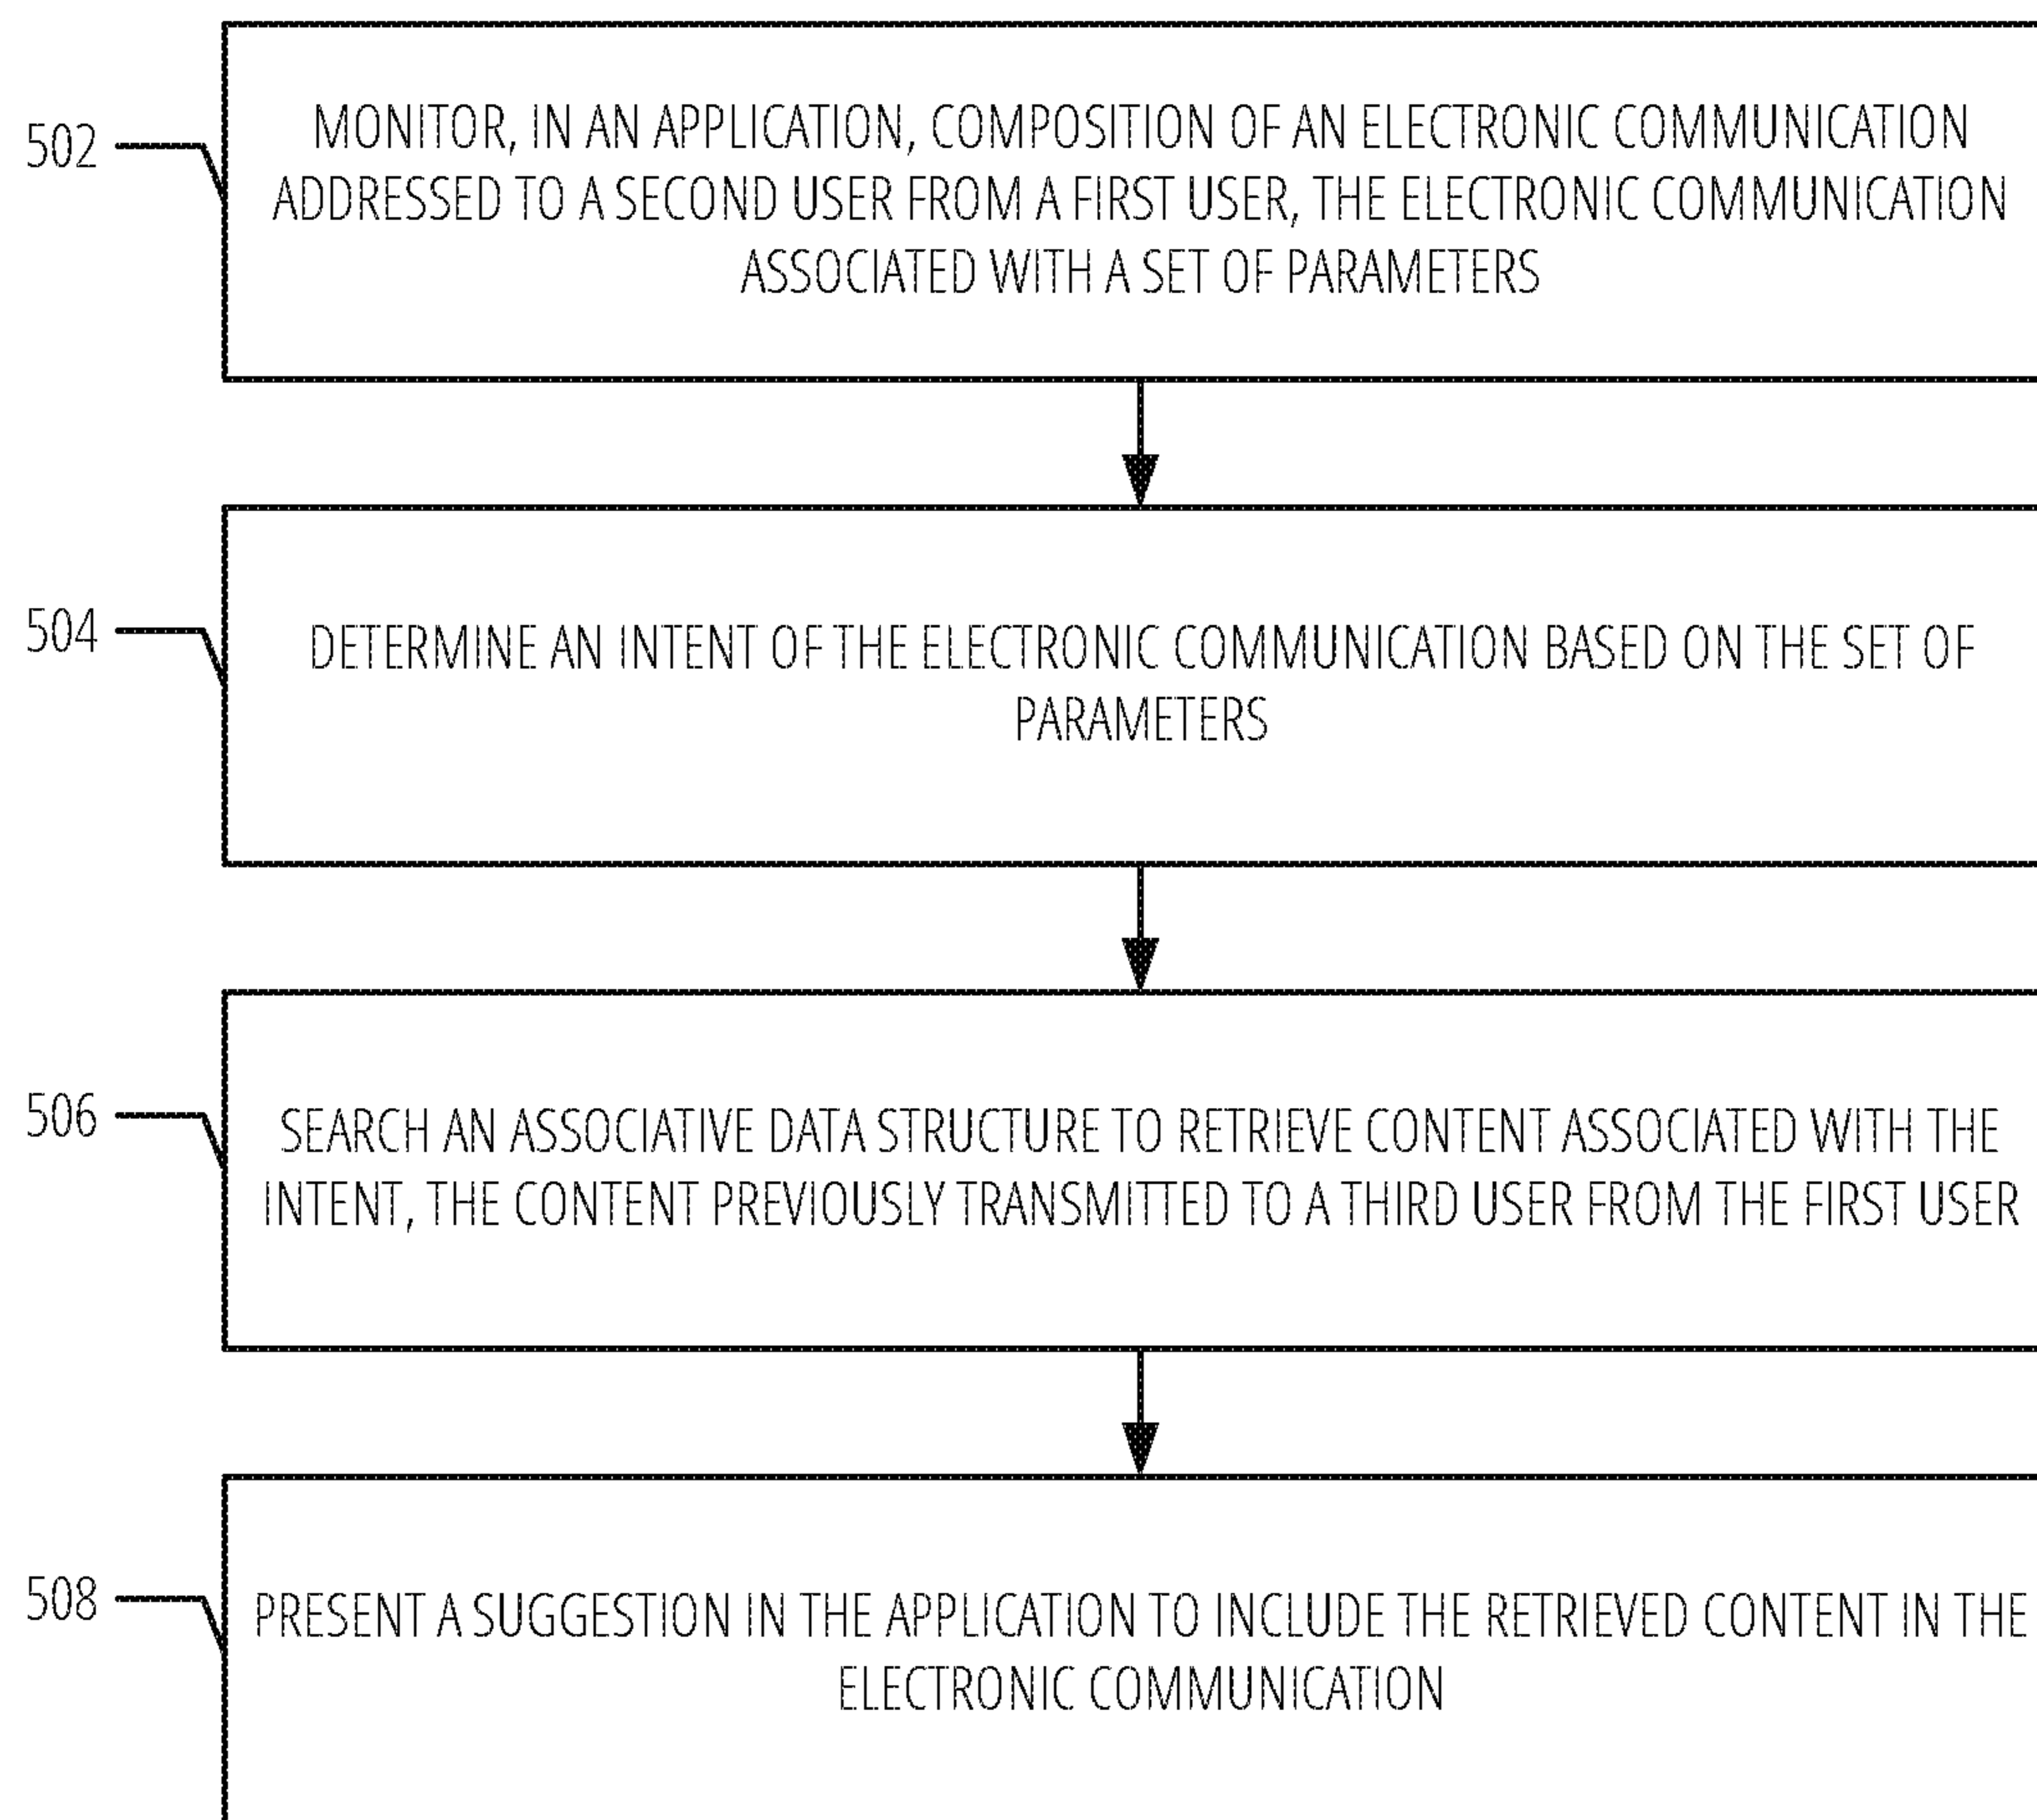 502
MONITOR, IN AN APPLICATION, COMPOSITION OF AN ELECTRONIC COMMUNICATION
ADDRESSED TO A SECOND USER FROM A FIRST USER, THE ELECTRONIC COMMUNICATION
ASSOCIATED WITH A SET OF PARAMETERS
504
DETERMINE AN INTENT OF THE ELECTRONIC COMMUNICATION BASED ON THE SET OF
PARAMETERS
506
SEARCH AN ASSOCIATIVE DATA STRUCTURE TO RETRIEVE CONTENT ASSOCIATED WITH THE
INTENT, THE CONTENT PREVIOUSLY TRANSMITTED TO A THIRD USER FROM THE FIRST USER
508
PRESENT A SUGGESTION IN THE APPLICATION TO INCLUDE THE RETRIEVED CONTENT IN THE
ELECTRONIC COMMUNICATION